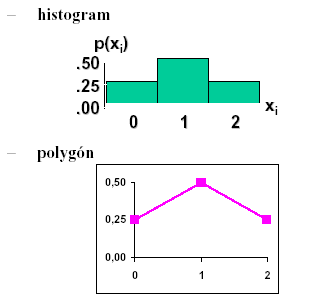 – histogram
p(xᵢ)
.50
.25
.00
0 1 2 xᵢ
– polygón
0,50
0,25
0,00
0 1 2